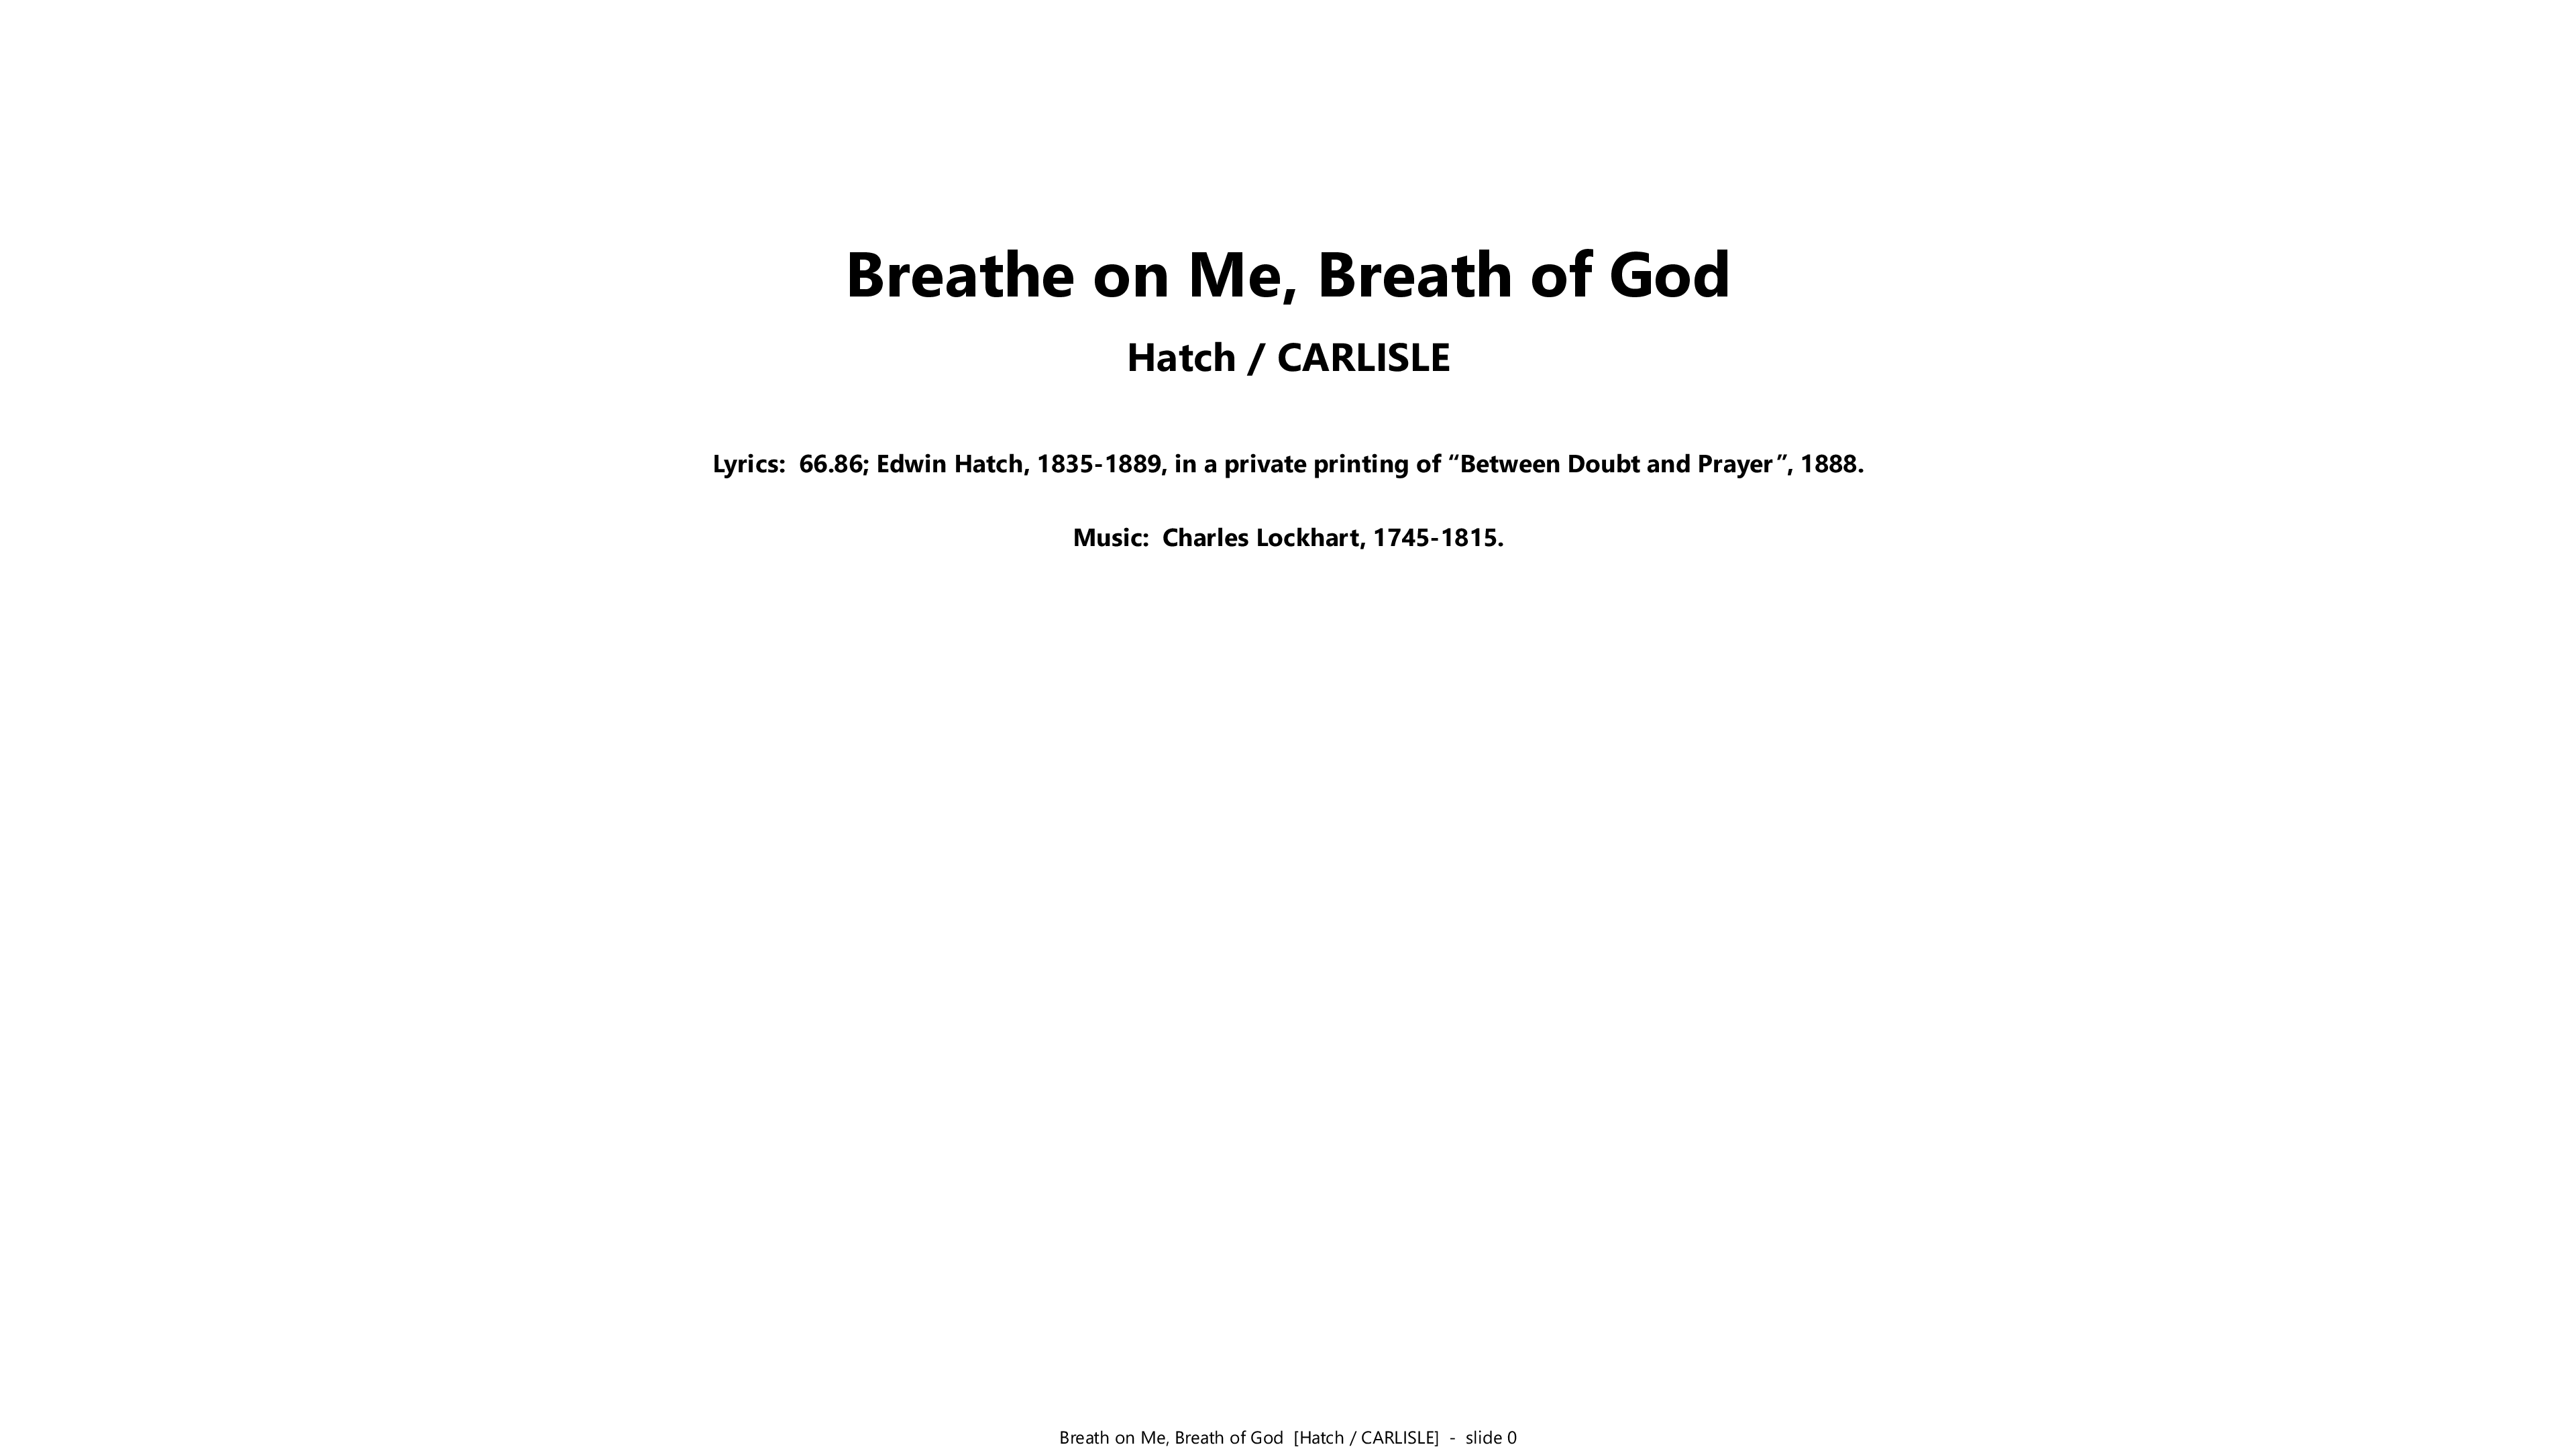 Breathe on Me, Breath of God
Hatch / CARLISLE
Lyrics:  66.86; Edwin Hatch, 1835-1889, in a private printing of “Between Doubt and Prayer”, 1888.
Music:  Charles Lockhart, 1745-1815.
Breath on Me, Breath of God  [Hatch / CARLISLE]  -  slide 0